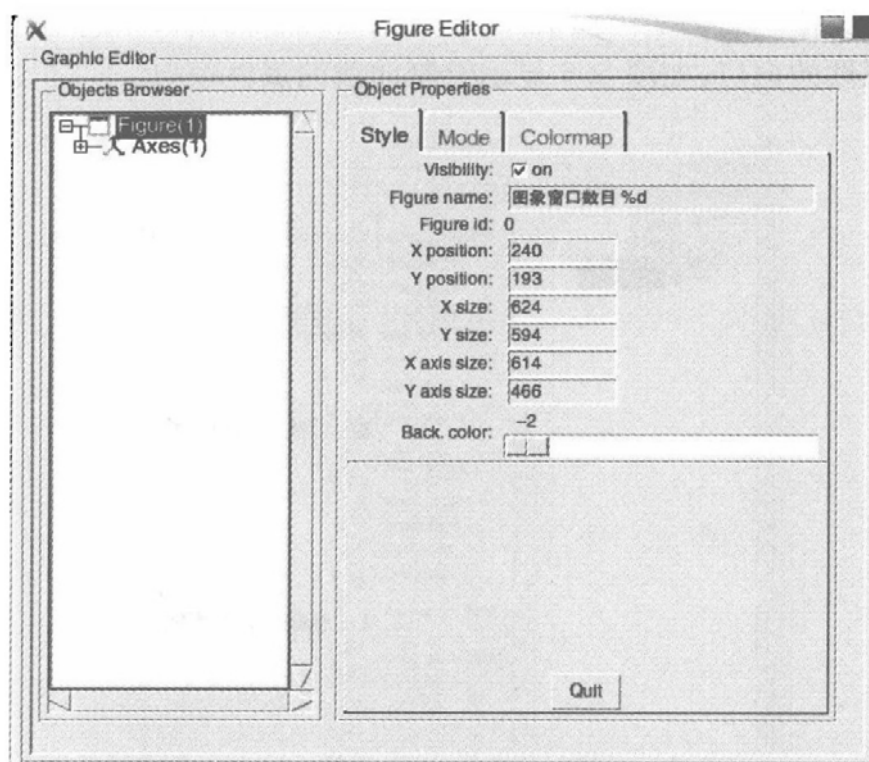 Figure Editor
Graphic Editor
Objects Browser
Figure(1)
Axes(1)
Object Properties
Style Mode Colormap
Visibility: on
Figure name: 图象窗口数目 %d
Figure id: 0
X position: 240
Y position: 193
X size: 624
Y size: 594
X axis size: 614
Y axis size: 466
Back. color: -2
Quit